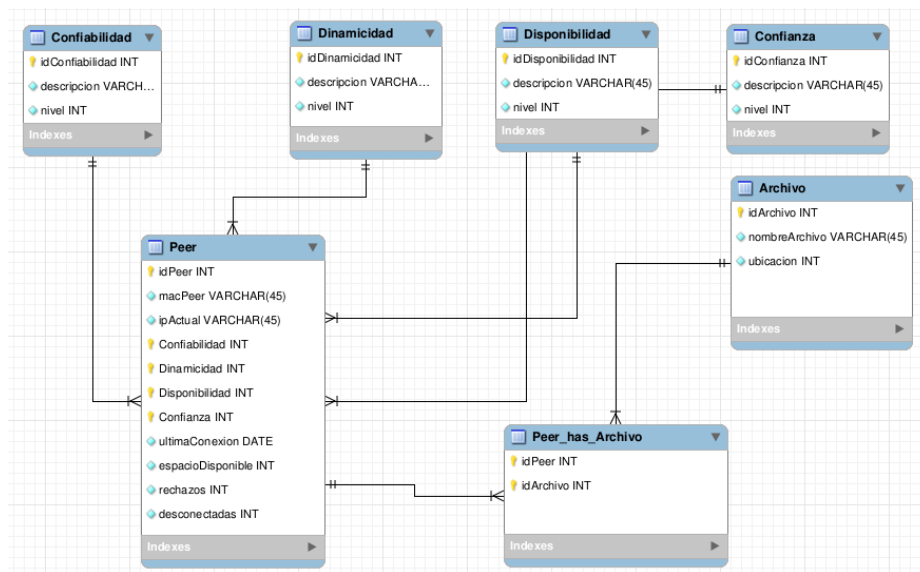 Confiabilidad
idConfiabilidad INT
descripcion VARCH...
nivel INT
Indexes
Dinamicidad
idDinamicidad INT
descripcion VARCHA...
nivel INT
Indexes
Disponibilidad
idDisponibilidad INT
descripcion VARCHAR(45)
nivel INT
Indexes
Confianza
idConfianza INT
descripcion VARCHAR(45)
nivel INT
Indexes
Archivo
idArchivo INT
nombreArchivo VARCHAR(45)
ubicacion INT
Indexes
Peer
idPeer INT
macPeer VARCHAR(45)
ipActual VARCHAR(45)
Confiabilidad INT
Dinamicidad INT
Disponibilidad INT
Confianza INT
ultimaConexion DATE
espacioDisponible INT
rechazos INT
desconectadas INT
Indexes
Peer_has_Archivo
idPeer INT
idArchivo INT
Indexes